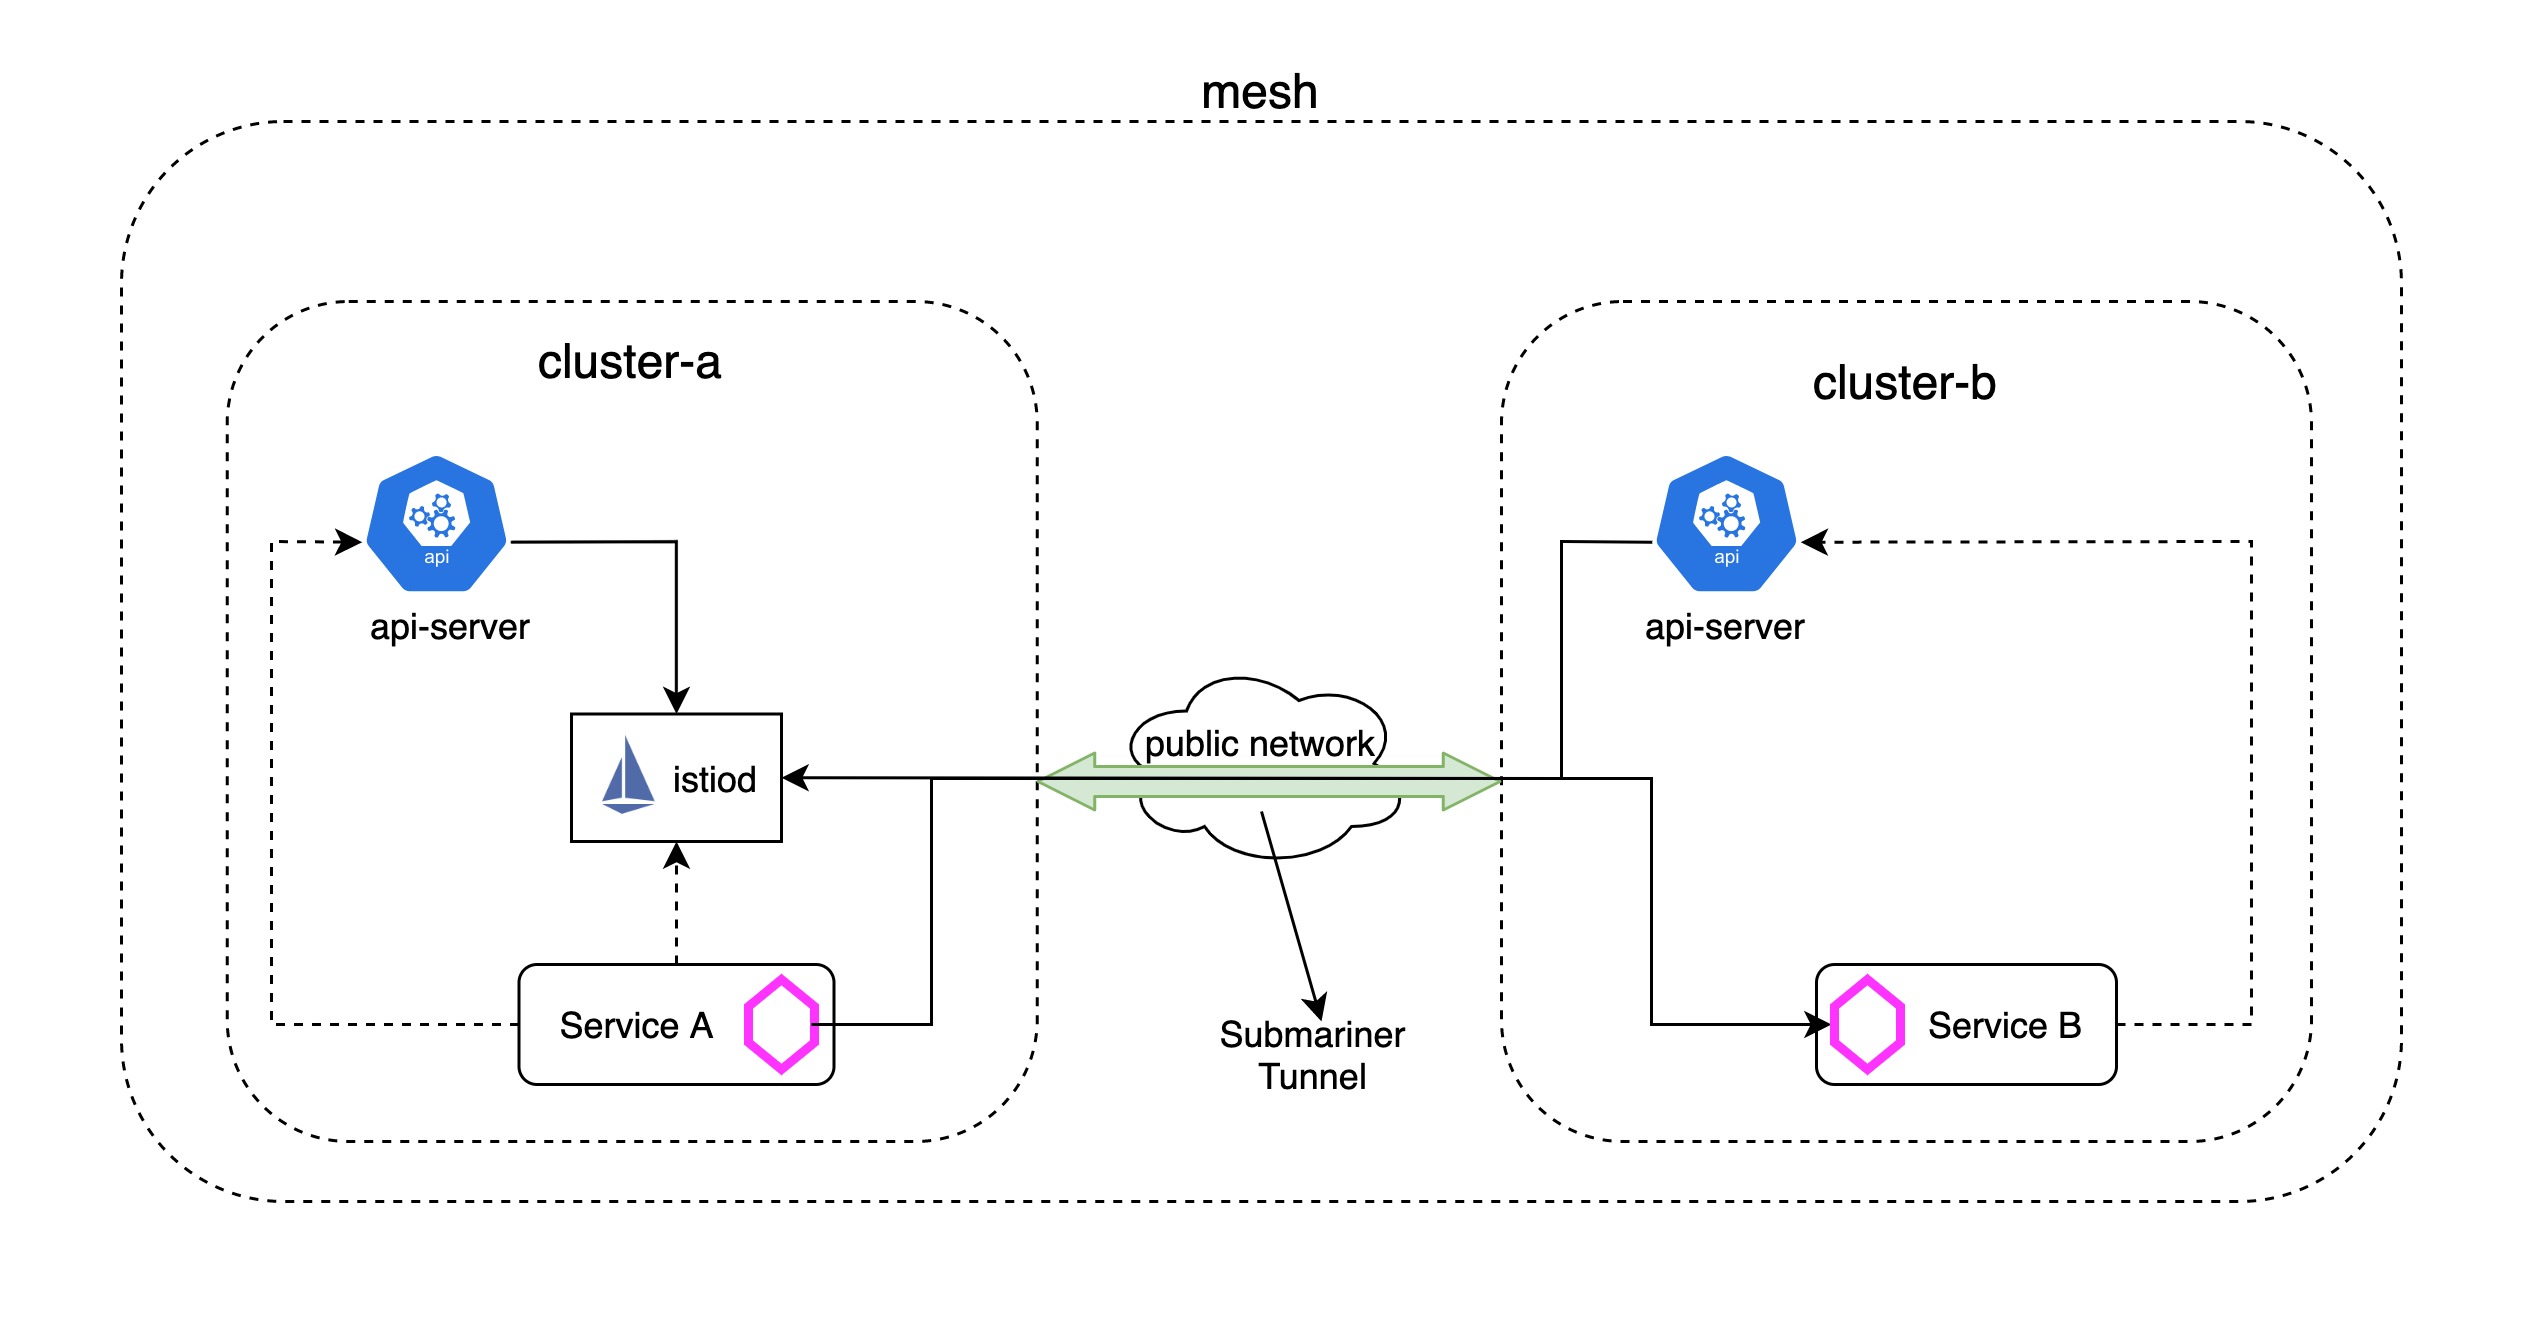 mesh
cluster-a
cluster-b
api
api-server
api
api-server
public network
istiod
Service A
Submariner
Tunnel
Service B